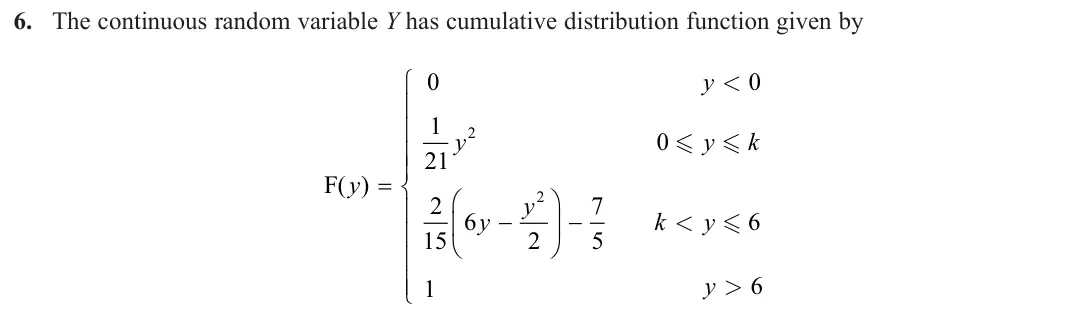 6. The continuous random variable Y has cumulative distribution function given by
0 y < 0
1/21 y² 0 ⩽ y ⩽ k
F(y) =
2/15 (6y − y²/2) − 7/5 k < y ⩽ 6
1 y > 6